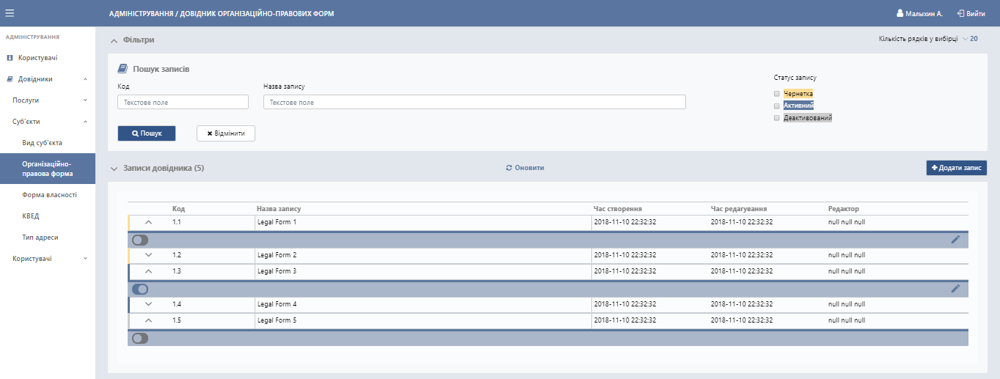 АДМІНІСТРУВАННЯ / ДОВІДНИК ОРГАНІЗАЦІЙНО-ПРАВОВИХ ФОРМ
Малыхин А.
Вийти
АДМІНІСТРУВАННЯ
Користувачі
Довідники
Послуги
Суб'єкти
Вид суб'єкта
Організаційно-
правова форма
Форма власності
КВЕД
Тип адреси
Користувачі
Фільтри
Кількість рядків у вибірці 20
Пошук записів
Код
Назва запису
Текстове поле
Текстове поле
Статус запису
Чернетка
Активний
Деактивований
Пошук
Відмінити
Записи довідника (5)
Оновити
Додати запис
Код Назва запису Час створення Час редагування Редактор
1.1 Legal Form 1 2018-11-10 22:32:32 2018-11-10 22:32:32 null null null
1.2 Legal Form 2 2018-11-10 22:32:32 2018-11-10 22:32:32 null null null
1.3 Legal Form 3 2018-11-10 22:32:32 2018-11-10 22:32:32 null null null
1.4 Legal Form 4 2018-11-10 22:32:32 2018-11-10 22:32:32 null null null
1.5 Legal Form 5 2018-11-10 22:32:32 2018-11-10 22:32:32 null null null